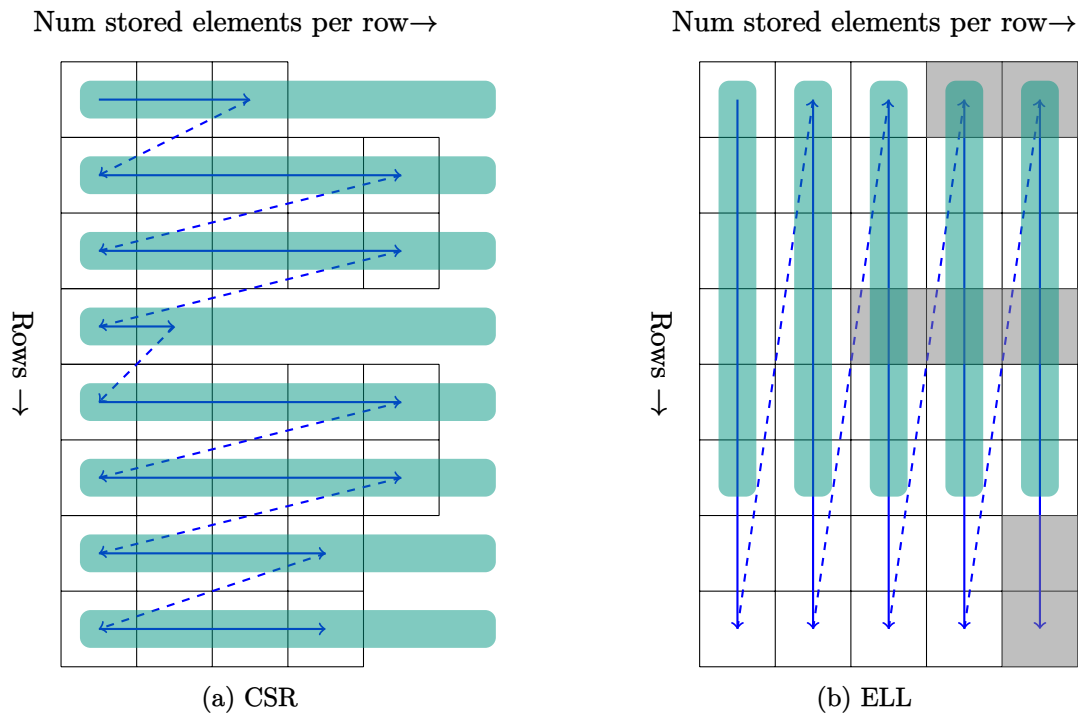 Num stored elements per row→
Num stored elements per row→
Rows →
Rows →
(a) CSR
(b) ELL